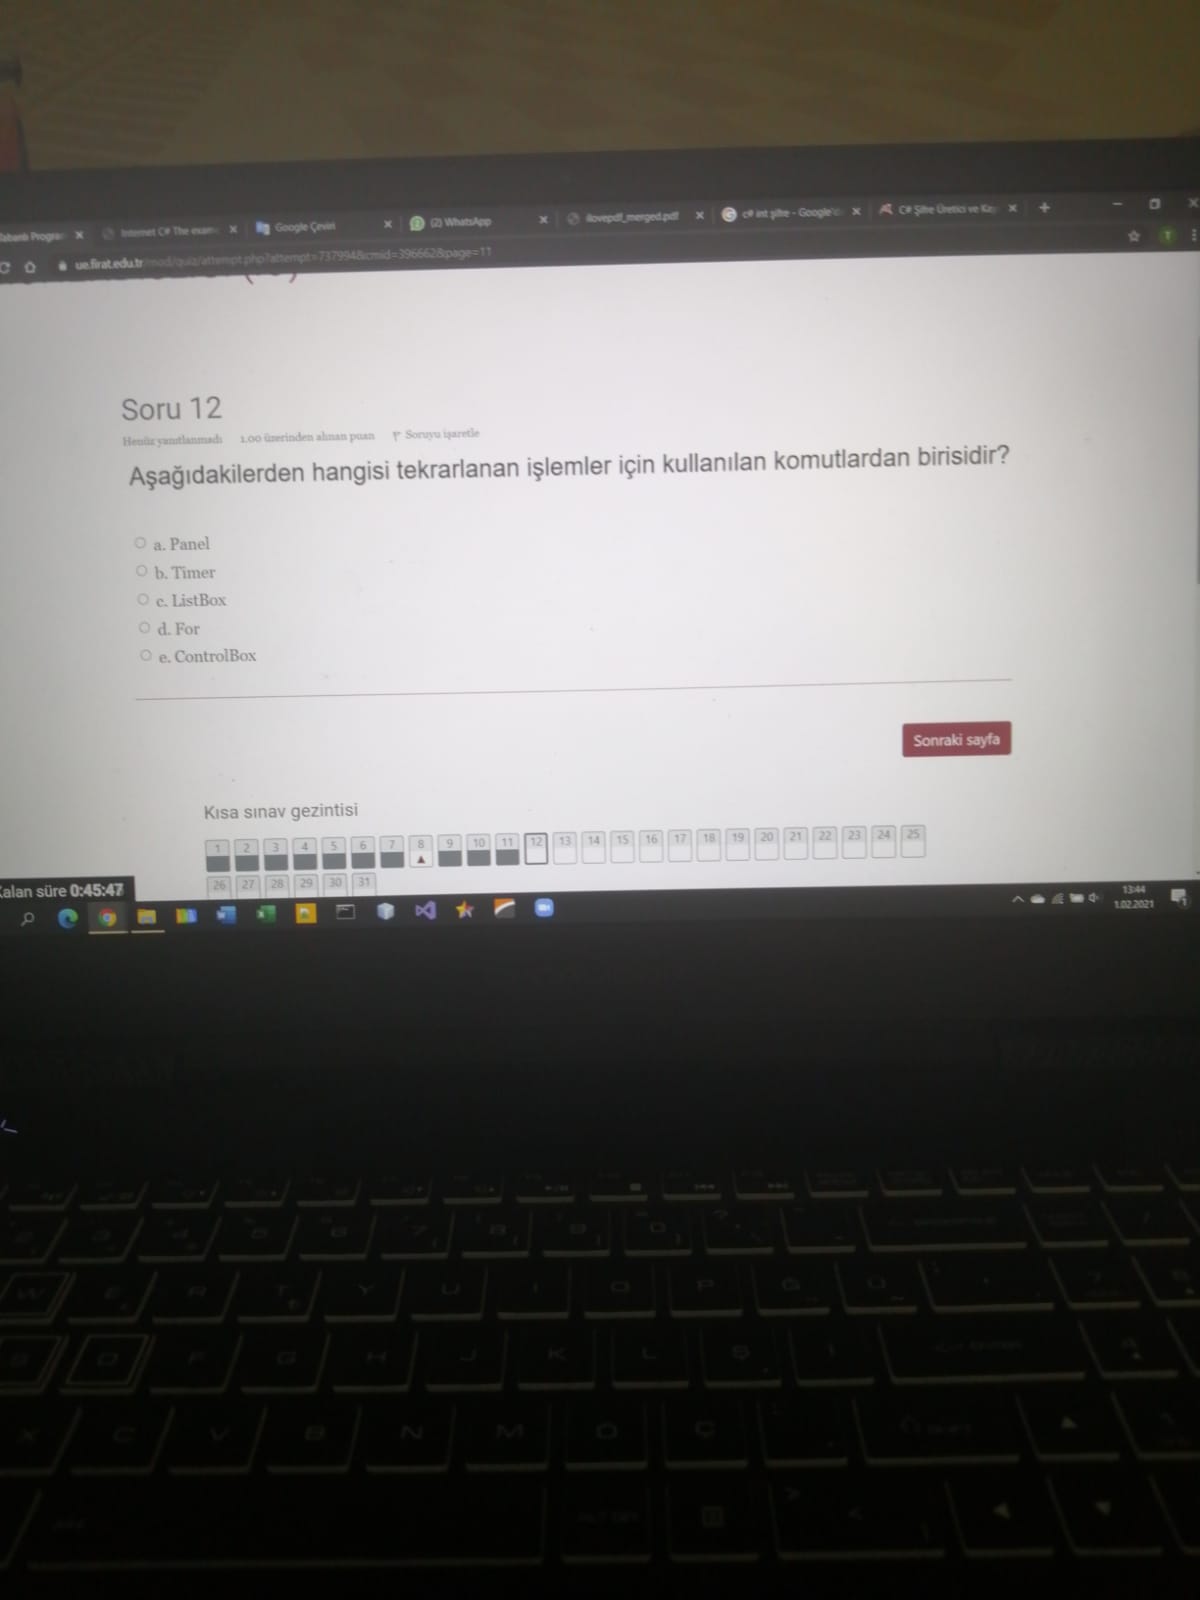 Google Çeviri
(2) WhatsApp
ilovepdf_merged.pdf
c# int şifre - Google'd
C# Şifre Üretici ve Kay
ue.firat.edu.tr/mod/quiz/attempt.php?attempt=737994&cmid=396662&page=11
Soru 12
Henüz yanıtlanmadı 1,00 üzerinden alınan puan Soruyu işaretle
Aşağıdakilerden hangisi tekrarlanan işlemler için kullanılan komutlardan birisidir?
a. Panel
b. Timer
c. ListBox
d. For
e. ControlBox
Sonraki sayfa
Kısa sınav gezintisi
1 2 3 4 5 6 7 8 9 10 11 12 13 14 15 16 17 18 19 20 21 22 23 24 25
26 27 28 29 30 31
Kalan süre 0:45:47
13:44
1.02.2021